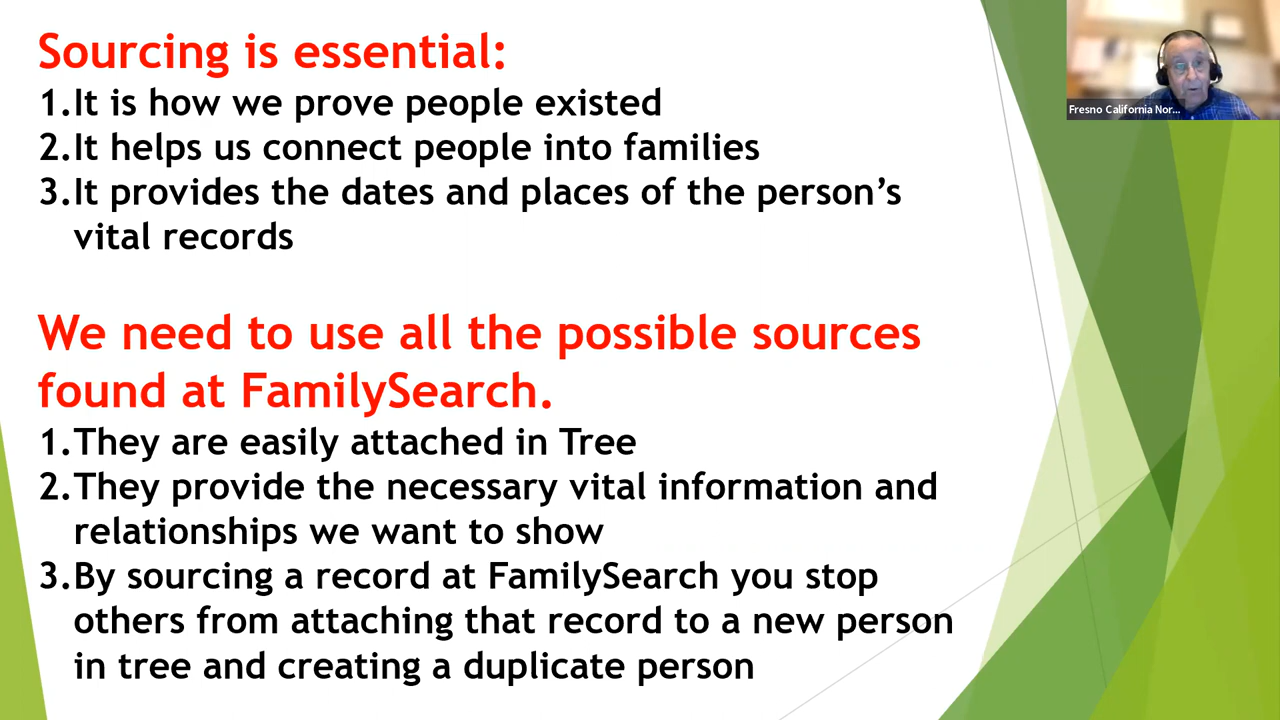 Sourcing is essential:
1.It is how we prove people existed
2.It helps us connect people into families
3.It provides the dates and places of the person’s
vital records
We need to use all the possible sources
found at FamilySearch.
1.They are easily attached in Tree
2.They provide the necessary vital information and
relationships we want to show
3.By sourcing a record at FamilySearch you stop
others from attaching that record to a new person
in tree and creating a duplicate person
Fresno California Nor...